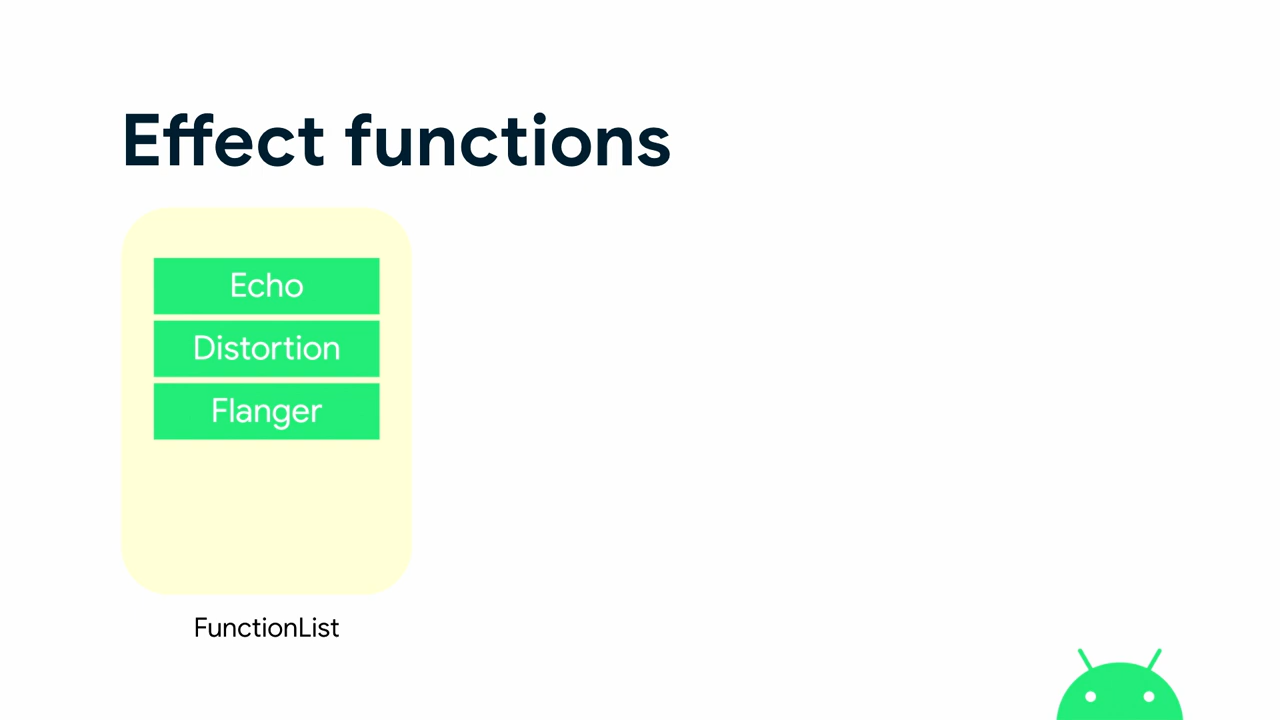 Effect functions
Echo
Distortion
Flanger
FunctionList